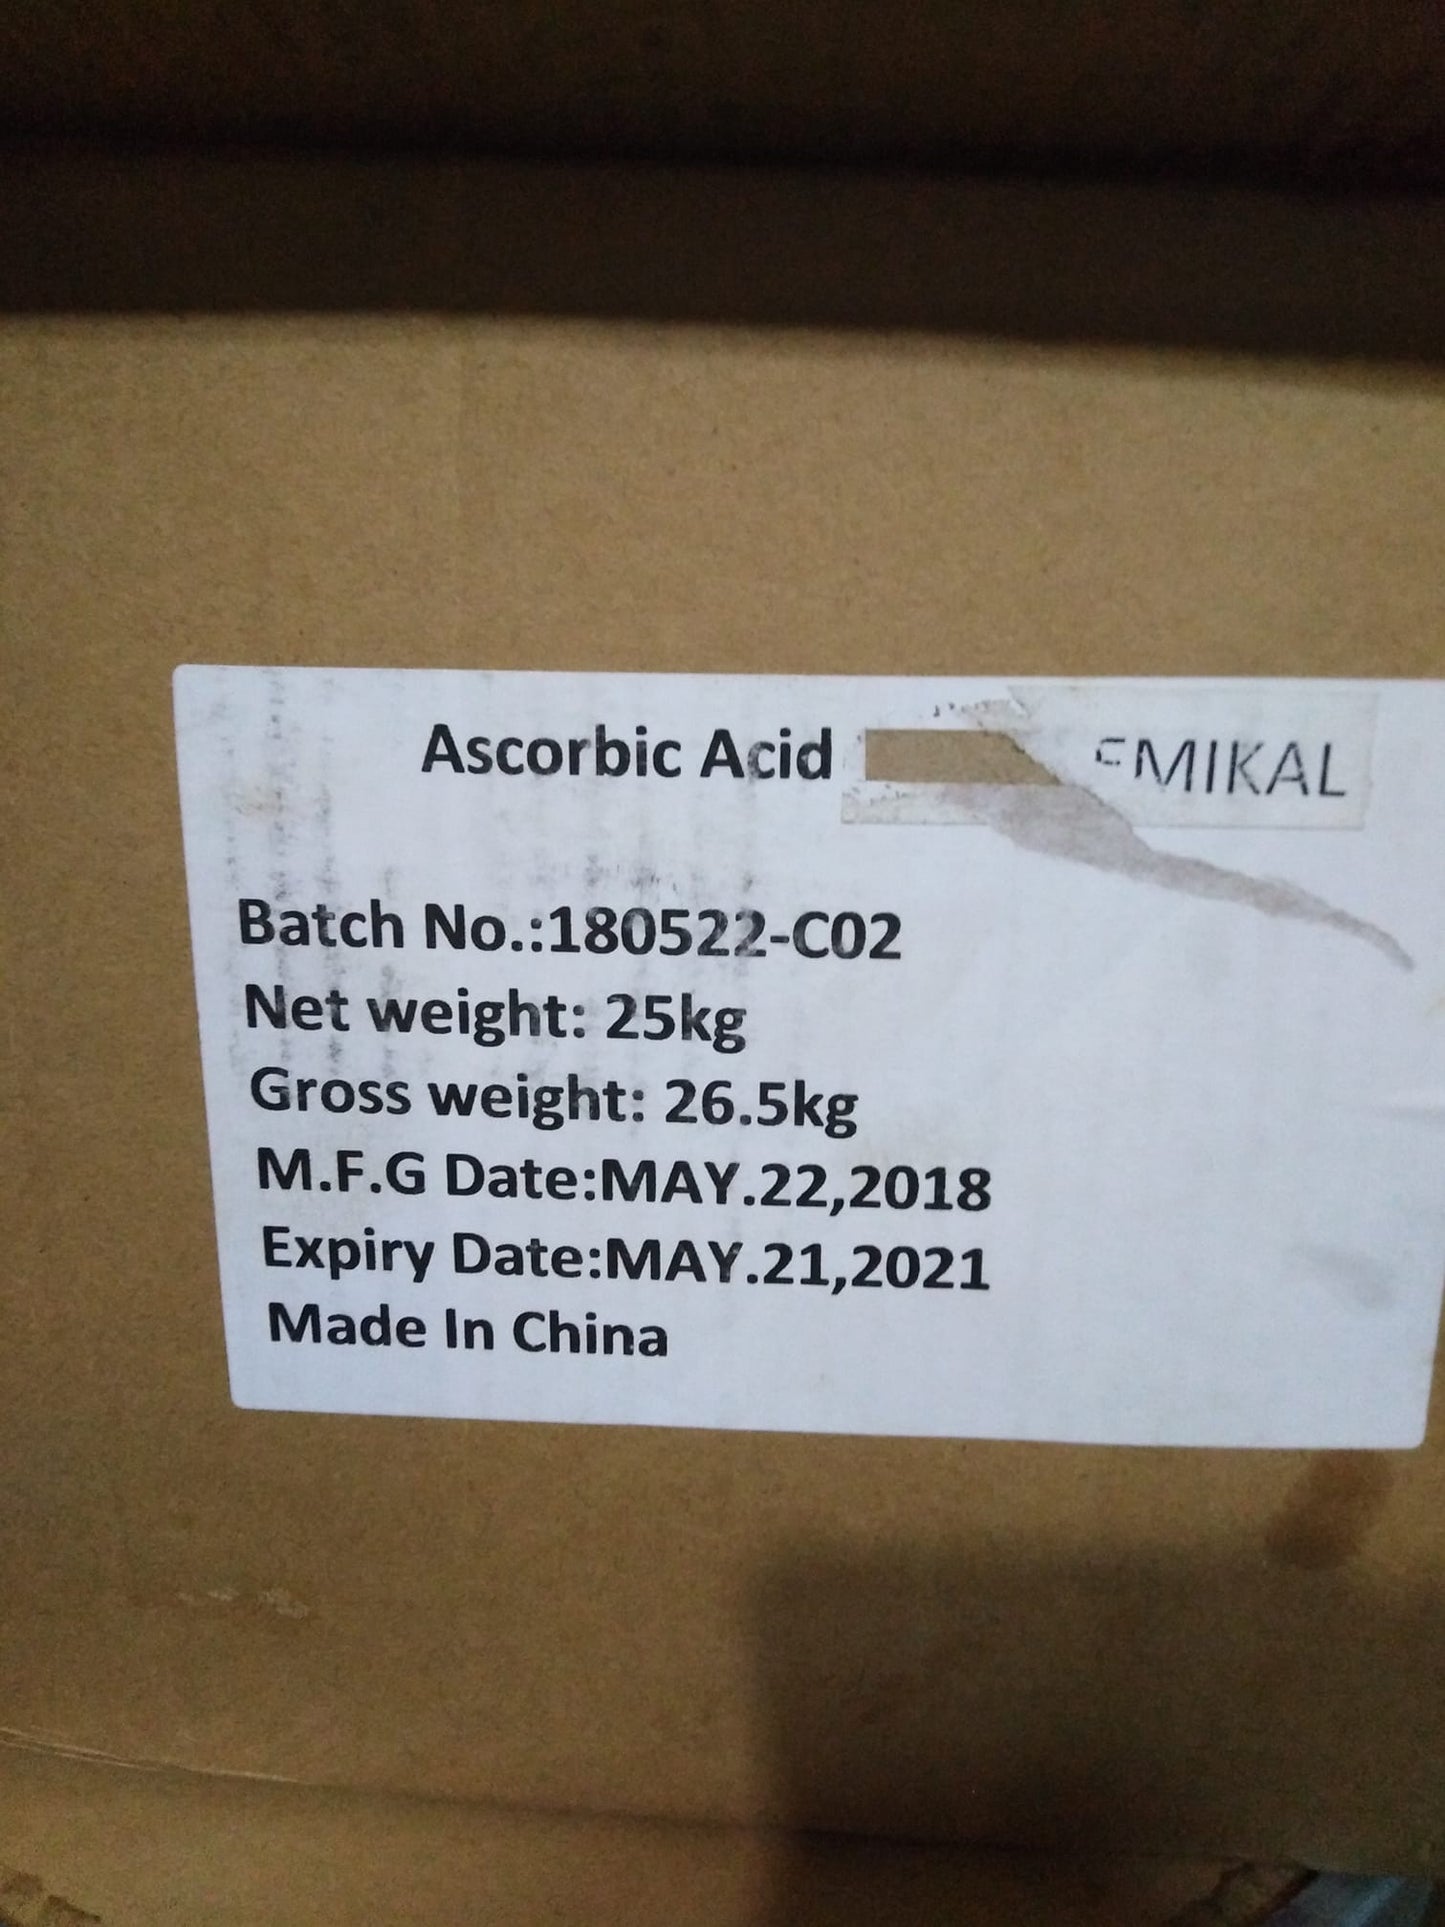 Ascorbic Acid
Batch No.:180522-C02
Net weight: 25kg
Gross weight: 26.5kg
M.F.G Date:MAY.22,2018
Expiry Date:MAY.21,2021
Made In China